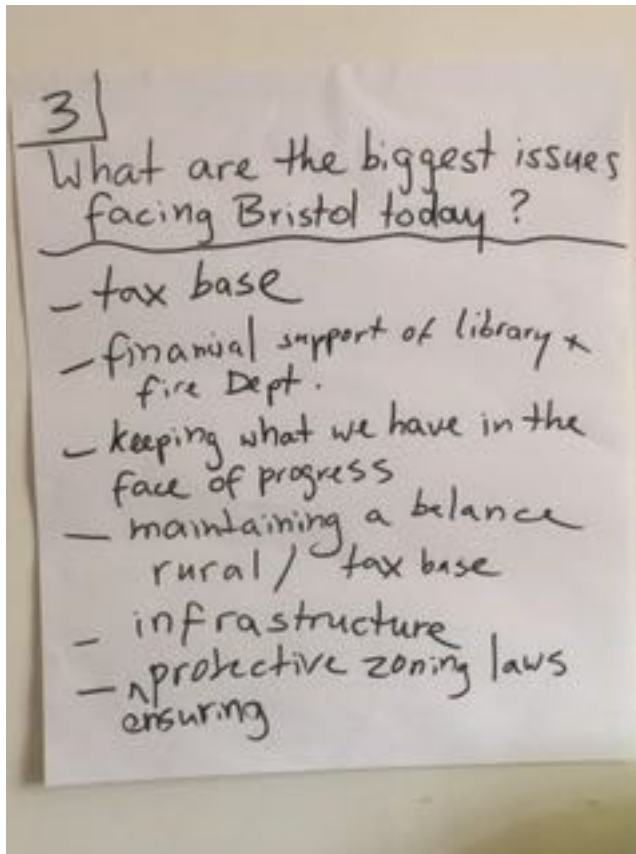 3
What are the biggest issues
facing Bristol today?
- tax base
- financial support of library +
fire Dept.
- keeping what we have in the
face of progress
- maintaining a balance
rural / tax base
- infrastructure
- ^protective zoning laws
ensuring